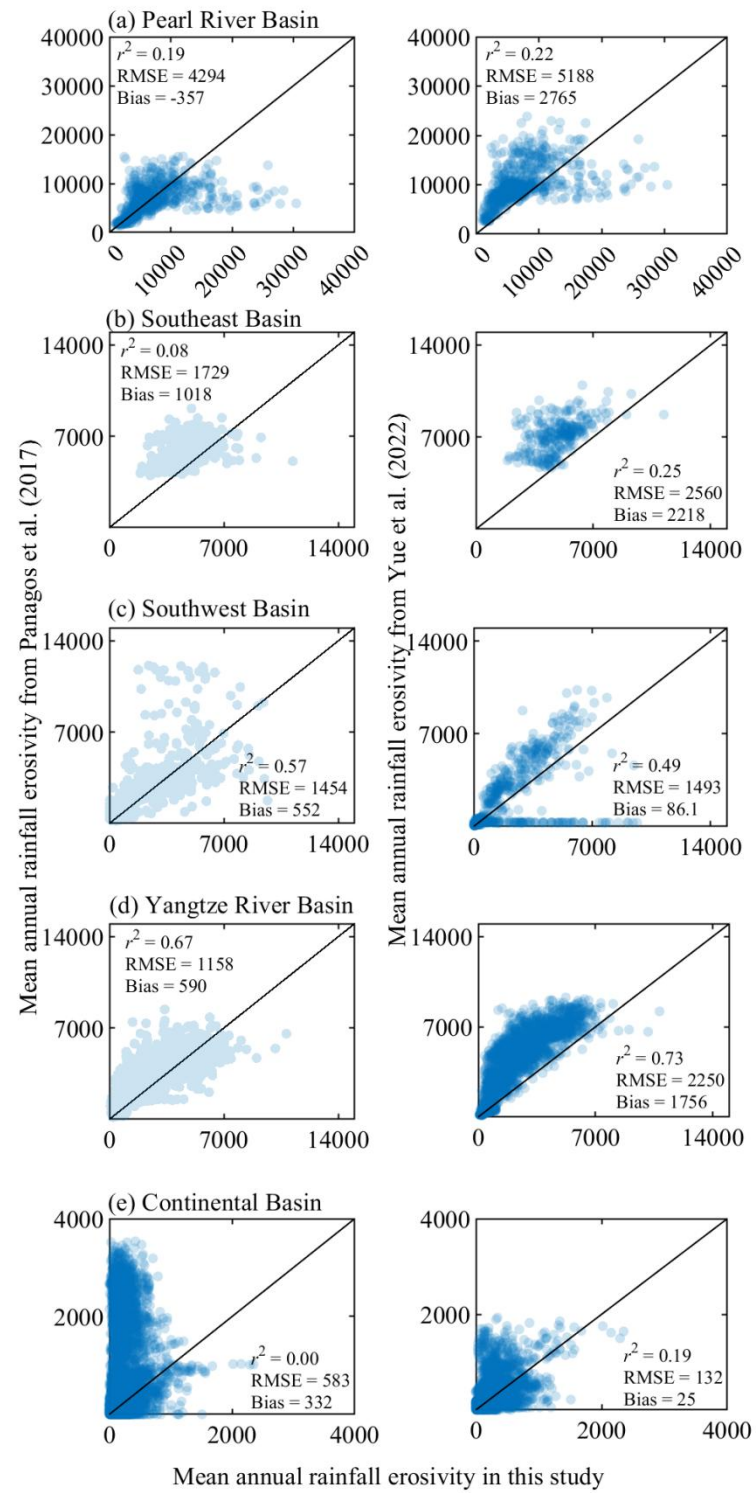 (a) Pearl River Basin
40000
r² = 0.19
RMSE = 4294
Bias = -357
30000
20000
10000
0
0
10000
20000
30000
40000
40000
r² = 0.22
RMSE = 5188
Bias = 2765
30000
20000
10000
0
0
10000
20000
30000
40000
(b) Southeast Basin
14000
r² = 0.08
RMSE = 1729
Bias = 1018
7000
0
7000
14000
14000
7000
r² = 0.25
RMSE = 2560
Bias = 2218
0
7000
14000
(c) Southwest Basin
14000
7000
r² = 0.57
RMSE = 1454
Bias = 552
0
0
7000
14000
14000
7000
r² = 0.49
RMSE = 1493
Bias = 86.1
0
0
7000
14000
(d) Yangtze River Basin
14000
r² = 0.67
RMSE = 1158
Bias = 590
7000
0
0
7000
14000
14000
7000
r² = 0.73
RMSE = 2250
Bias = 1756
0
0
7000
14000
(e) Continental Basin
4000
2000
r² = 0.00
RMSE = 583
Bias = 332
0
0
2000
4000
4000
2000
r² = 0.19
RMSE = 132
Bias = 25
0
0
2000
4000
Mean annual rainfall erosivity from Panagos et al. (2017)
Mean annual rainfall erosivity from Yue et al. (2022)
Mean annual rainfall erosivity in this study